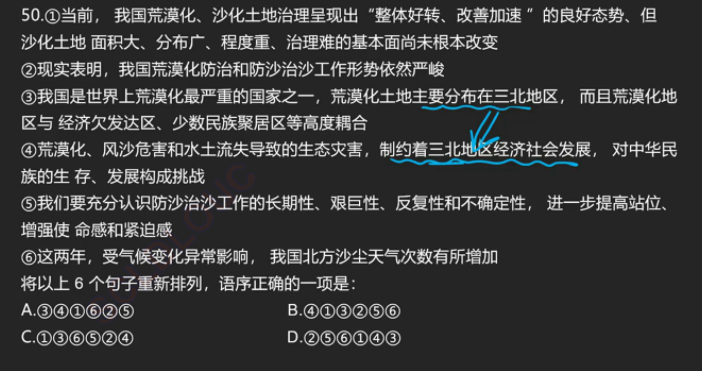 50.①当前， 我国荒漠化、沙化土地治理呈现出“整体好转、改善加速 ”的良好态势、但
沙化土地 面积大、分布广、程度重、治理难的基本面尚未根本改变
②现实表明，我国荒漠化防治和防沙治沙工作形势依然严峻
③我国是世界上荒漠化最严重的国家之一，荒漠化土地主要分布在三北地区， 而且荒漠化地
区与 经济欠发达区、少数民族聚居区等高度耦合
④荒漠化、风沙危害和水土流失导致的生态灾害，制约着三北地区经济社会发展， 对中华民
族的生 存、发展构成挑战
⑤我们要充分认识防沙治沙工作的长期性、艰巨性、反复性和不确定性， 进一步提高站位、
增强使 命感和紧迫感
⑥这两年，受气候变化异常影响， 我国北方沙尘天气次数有所增加
将以上 6 个句子重新排列，语序正确的一项是：
A.③④①⑥②⑤ B.④①③②⑤⑥
C.①③⑥⑤②④ D.②⑤⑥①④③